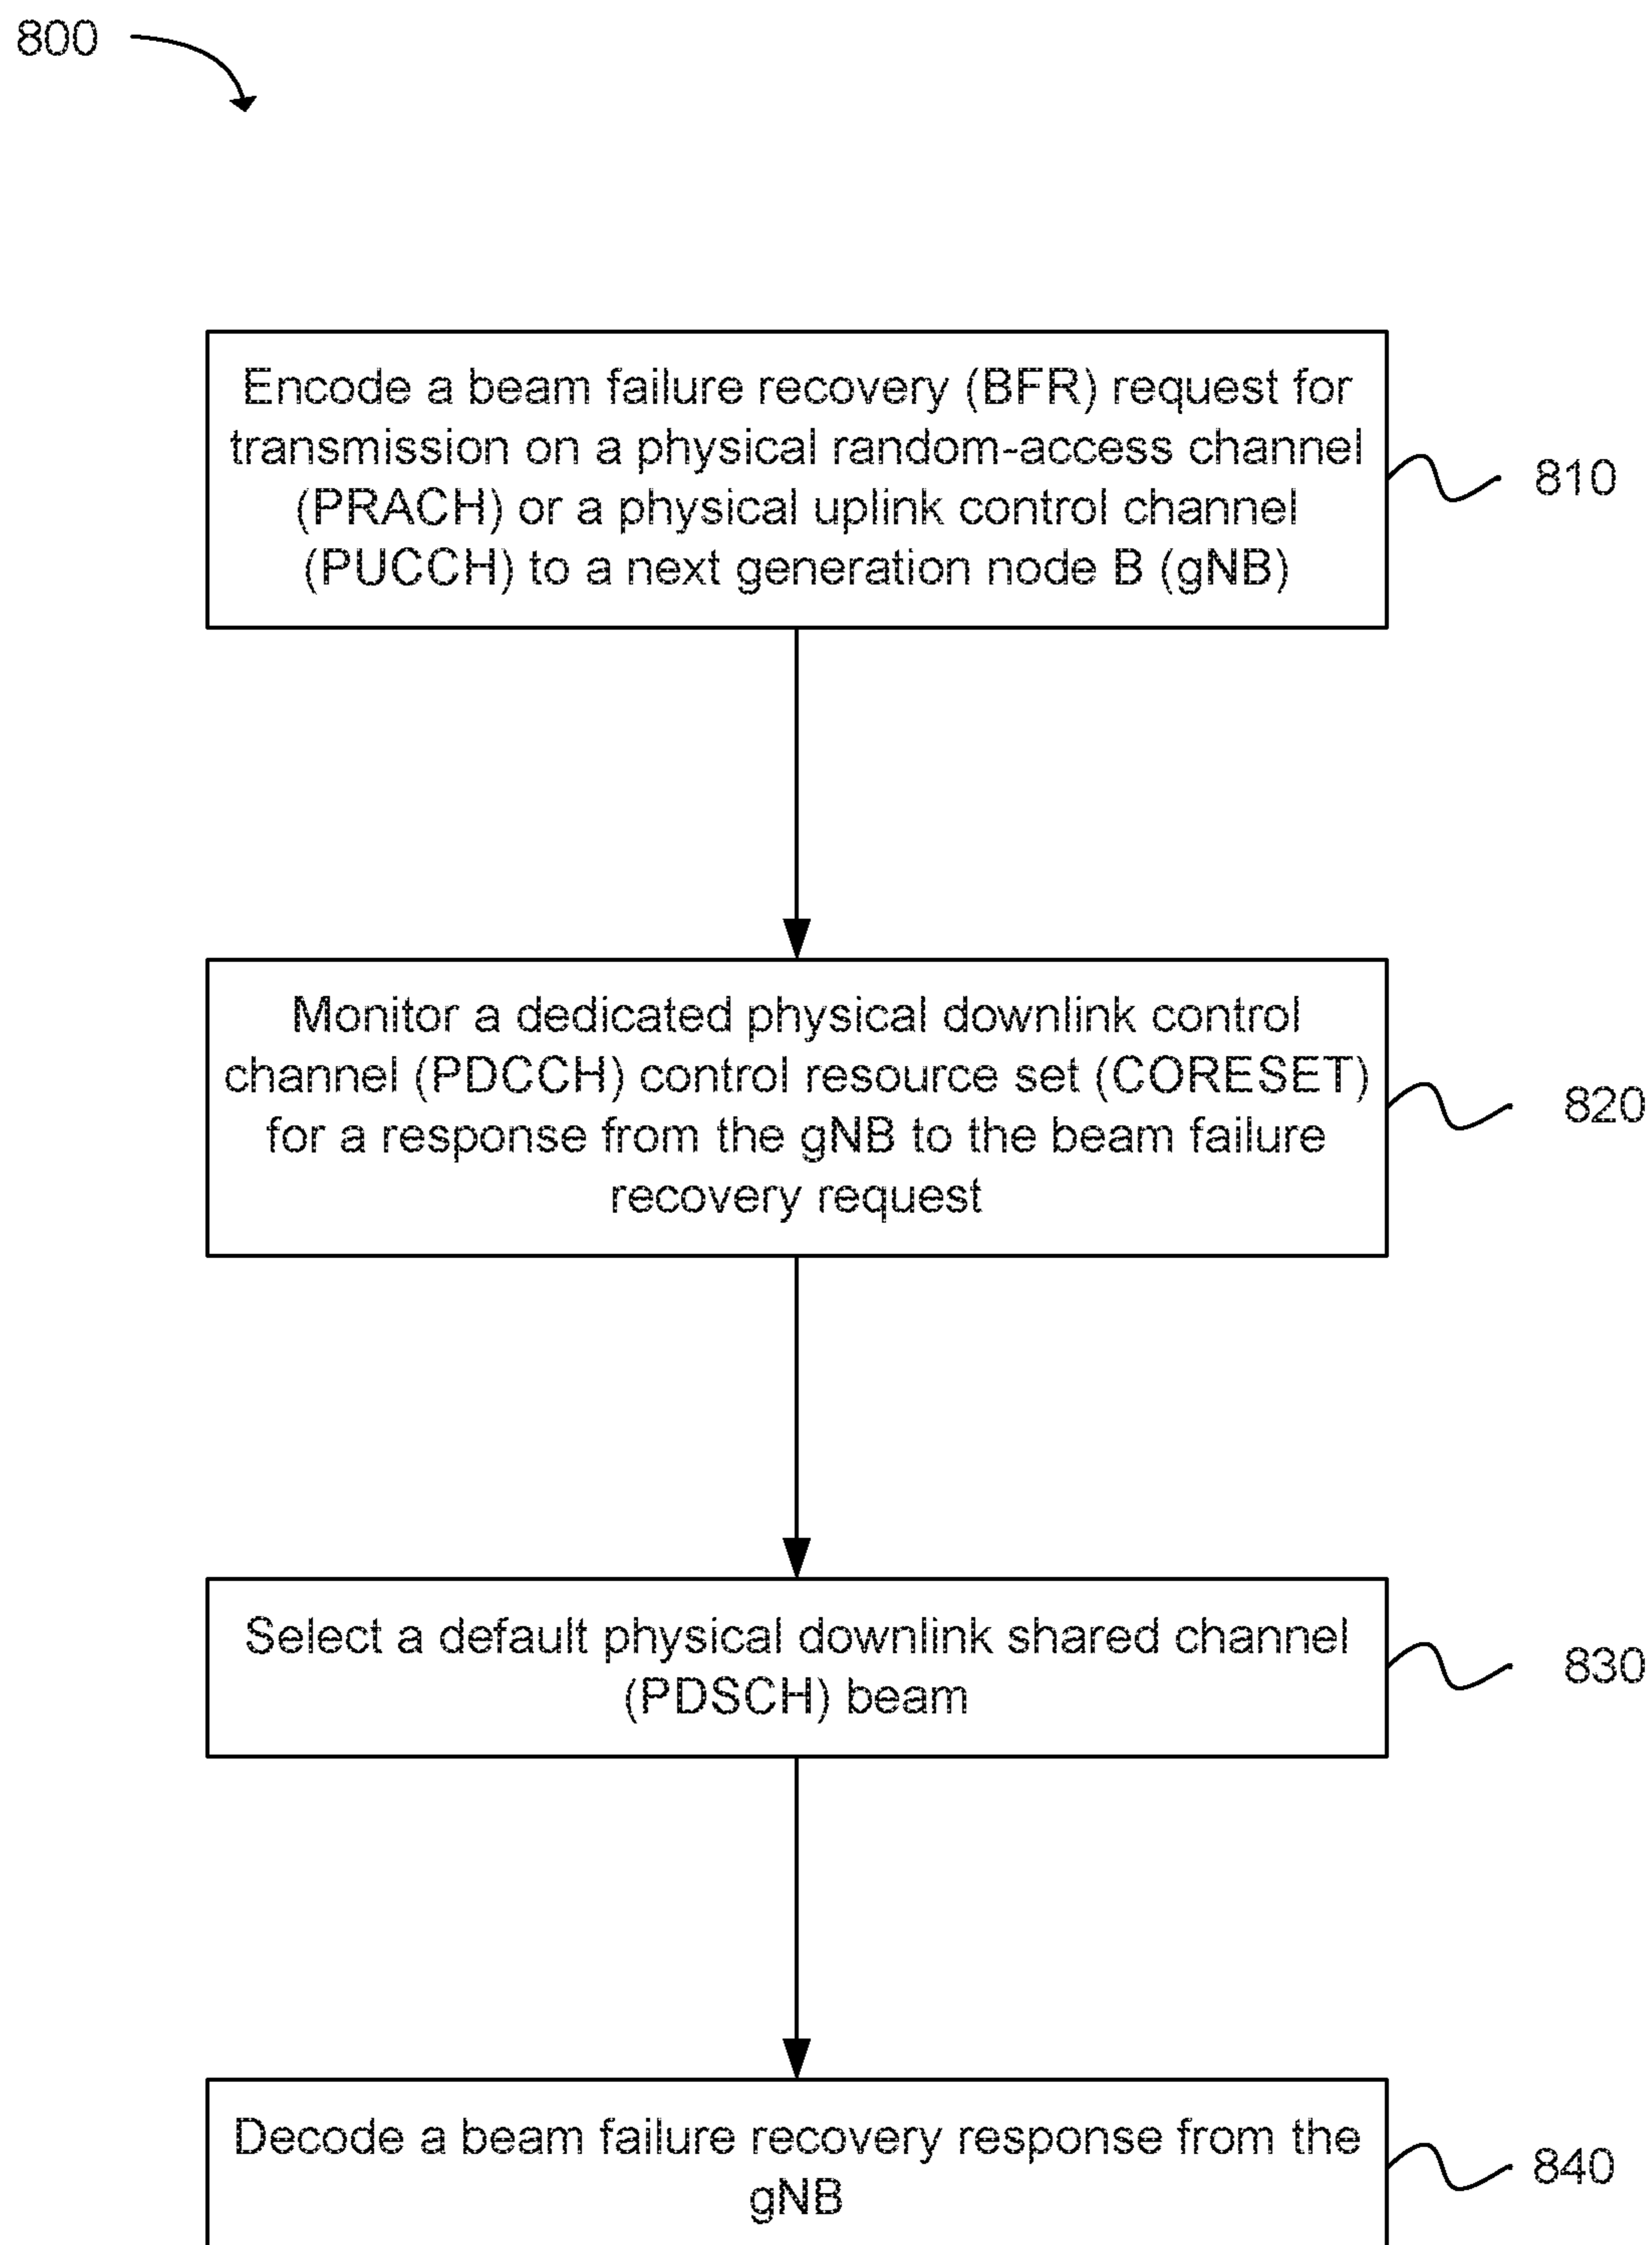 800
Encode a beam failure recovery (BFR) request for
transmission on a physical random-access channel
(PRACH) or a physical uplink control channel
(PUCCH) to a next generation node B (gNB)
810
Monitor a dedicated physical downlink control
channel (PDCCH) control resource set (CORESET)
for a response from the gNB to the beam failure
recovery request
820
Select a default physical downlink shared channel
(PDSCH) beam
830
Decode a beam failure recovery response from the
gNB
840